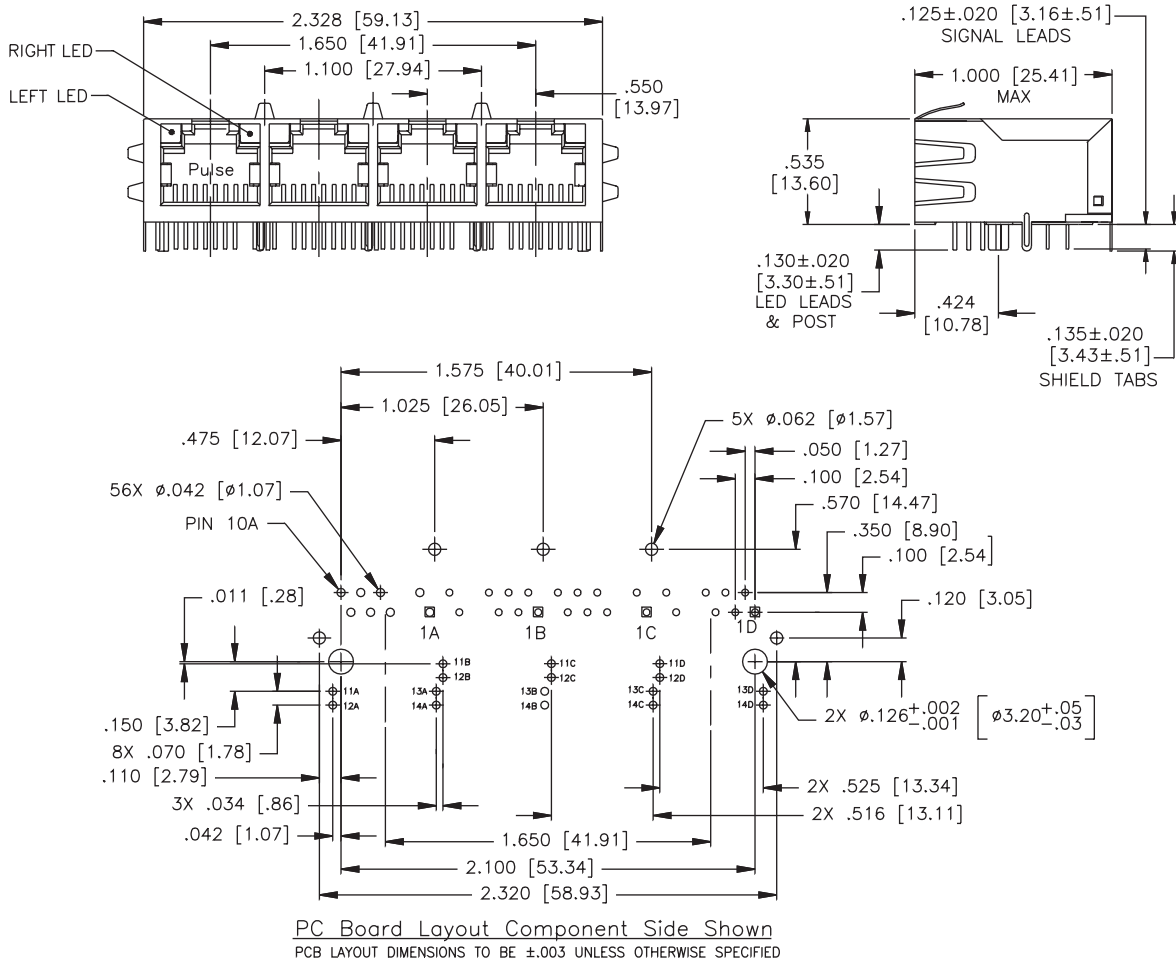 2.328 [59.13]
1.650 [41.91]
1.100 [27.94]
.550
[13.97]
RIGHT LED
LEFT LED
Pulse
.125±.020 [3.16±.51]
SIGNAL LEADS
1.000 [25.41]
MAX
.535
[13.60]
.130±.020
[3.30±.51]
LED LEADS
& POST
.424
[10.78]
.135±.020
[3.43±.51]
SHIELD TABS
1.575 [40.01]
1.025 [26.05]
.475 [12.07]
56X ø.042 [ø1.07]
PIN 10A
5X ø.062 [ø1.57]
.050 [1.27]
.100 [2.54]
.570 [14.47]
.350 [8.90]
.100 [2.54]
.011 [.28]
.120 [3.05]
1A 1B 1C 1D
11B 11C 11D
12B 12C 12D
11A 13A 13B 13C 13D
12A 14A 14B 14C 14D
.150 [3.82]
8X .070 [1.78]
.110 [2.79]
3X .034 [.86]
.042 [1.07]
2X ø.126+.002 -.001 [ø3.20+.05 -.03]
2X .525 [13.34]
2X .516 [13.11]
1.650 [41.91]
2.100 [53.34]
2.320 [58.93]
PC Board Layout Component Side Shown
PCB LAYOUT DIMENSIONS TO BE ±.003 UNLESS OTHERWISE SPECIFIED